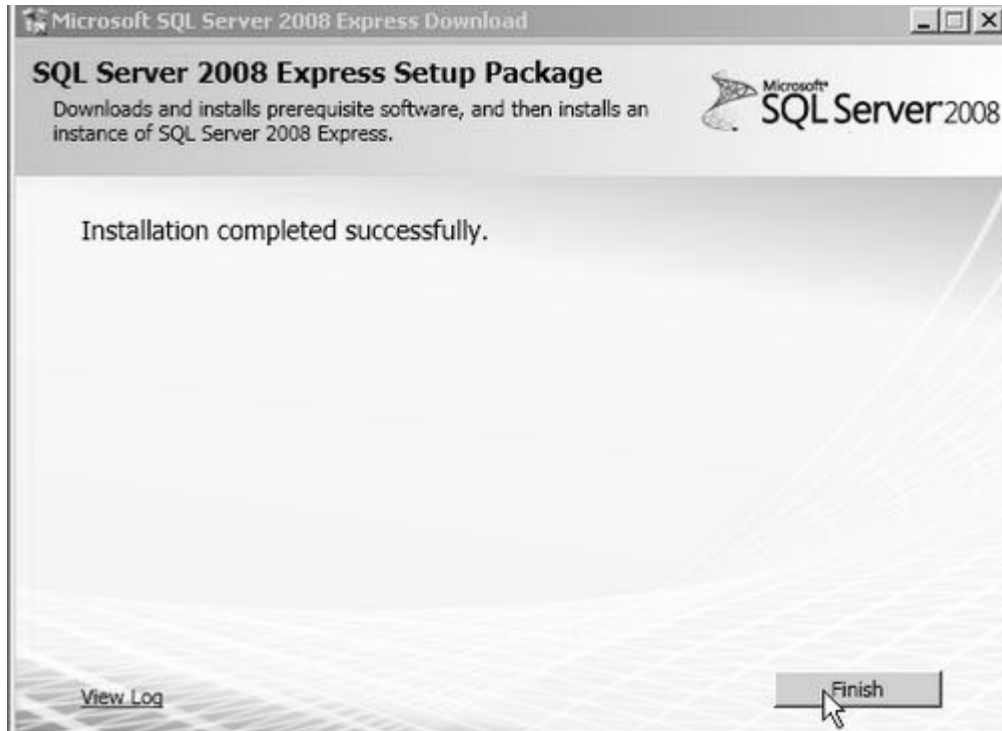 Microsoft SQL Server 2008 Express Download
SQL Server 2008 Express Setup Package
Downloads and installs prerequisite software, and then installs an
instance of SQL Server 2008 Express.
Microsoft®
SQL Server 2008
Installation completed successfully.
View Log
Finish